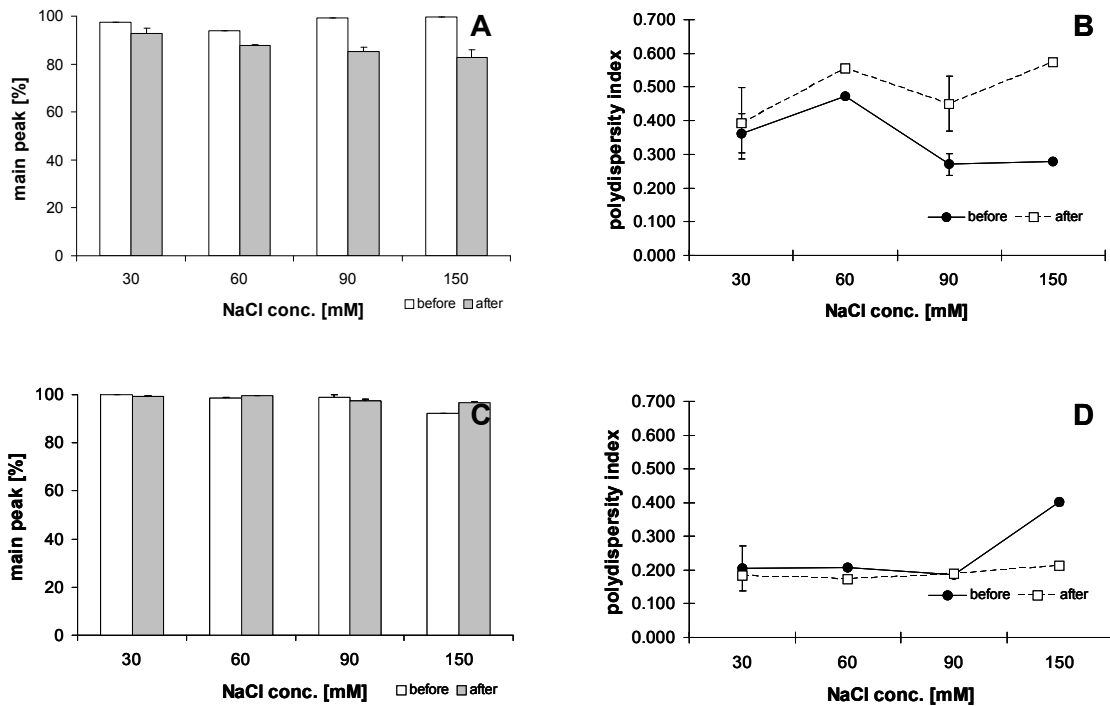 A
100
80
60
40
20
0
main peak [%]
30 60 90 150
NaCl conc. [mM]
before after
B
0.700
0.600
0.500
0.400
0.300
0.200
0.100
0.000
polydispersity index
before after
30 60 90 150
NaCl conc. [mM]
C
100
80
60
40
20
0
main peak [%]
30 60 90 150
NaCl conc. [mM]
before after
D
0.700
0.600
0.500
0.400
0.300
0.200
0.100
0.000
polydispersity index
before after
30 60 90 150
NaCl conc. [mM]